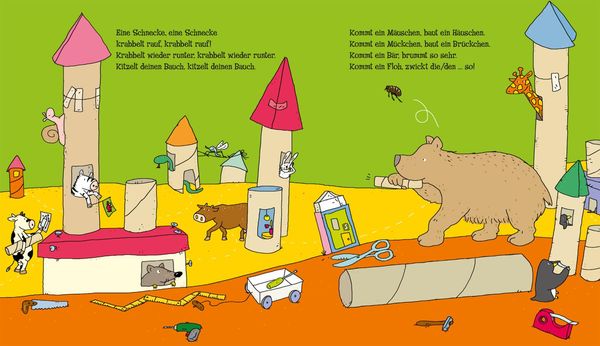 Eine Schnecke, eine Schnecke
krabbelt rauf, krabbelt rauf!
Krabbelt wieder runter, krabbelt wieder runter.
Kitzelt deinen Bauch, kitzelt deinen Bauch.
Kommt ein Mäuschen, baut ein Häuschen.
Kommt ein Mückchen, baut ein Brückchen.
Kommt ein Bär, brummt so sehr.
Kommt ein Floh, zwickt die/den ... so!